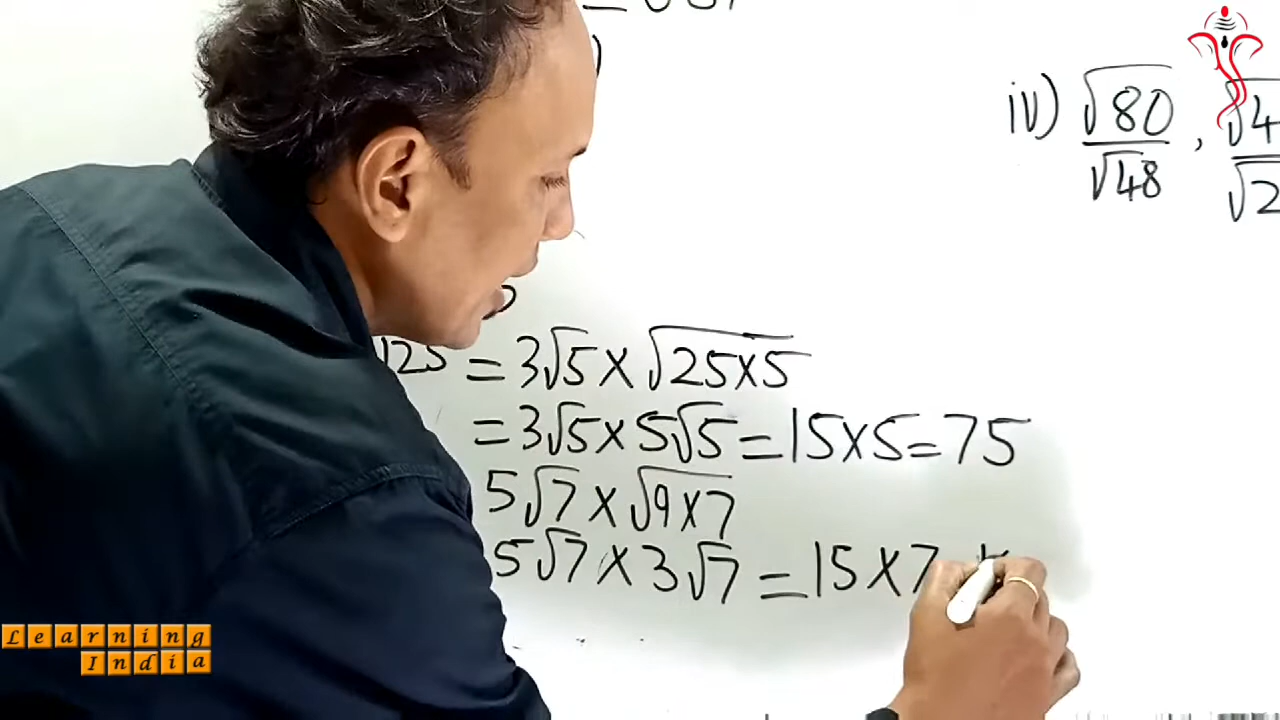 iv) √80/√48 , √4/√2
√125 = 3√5 × √25×5
= 3√5 × 5√5 = 15×5 = 75
5√7 × √9×7
5√7 × 3√7 = 15×7
Learning
India